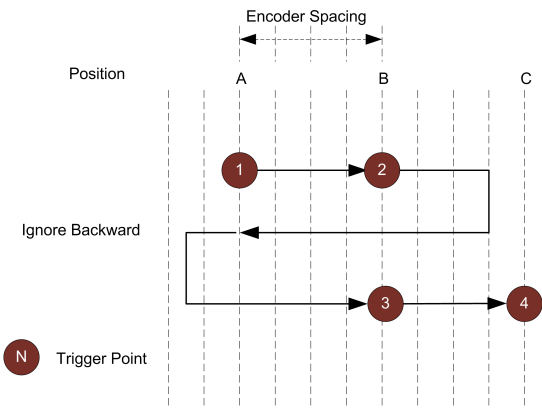 Encoder Spacing
Position A B C
1 2
Ignore Backward
3 4
N Trigger Point